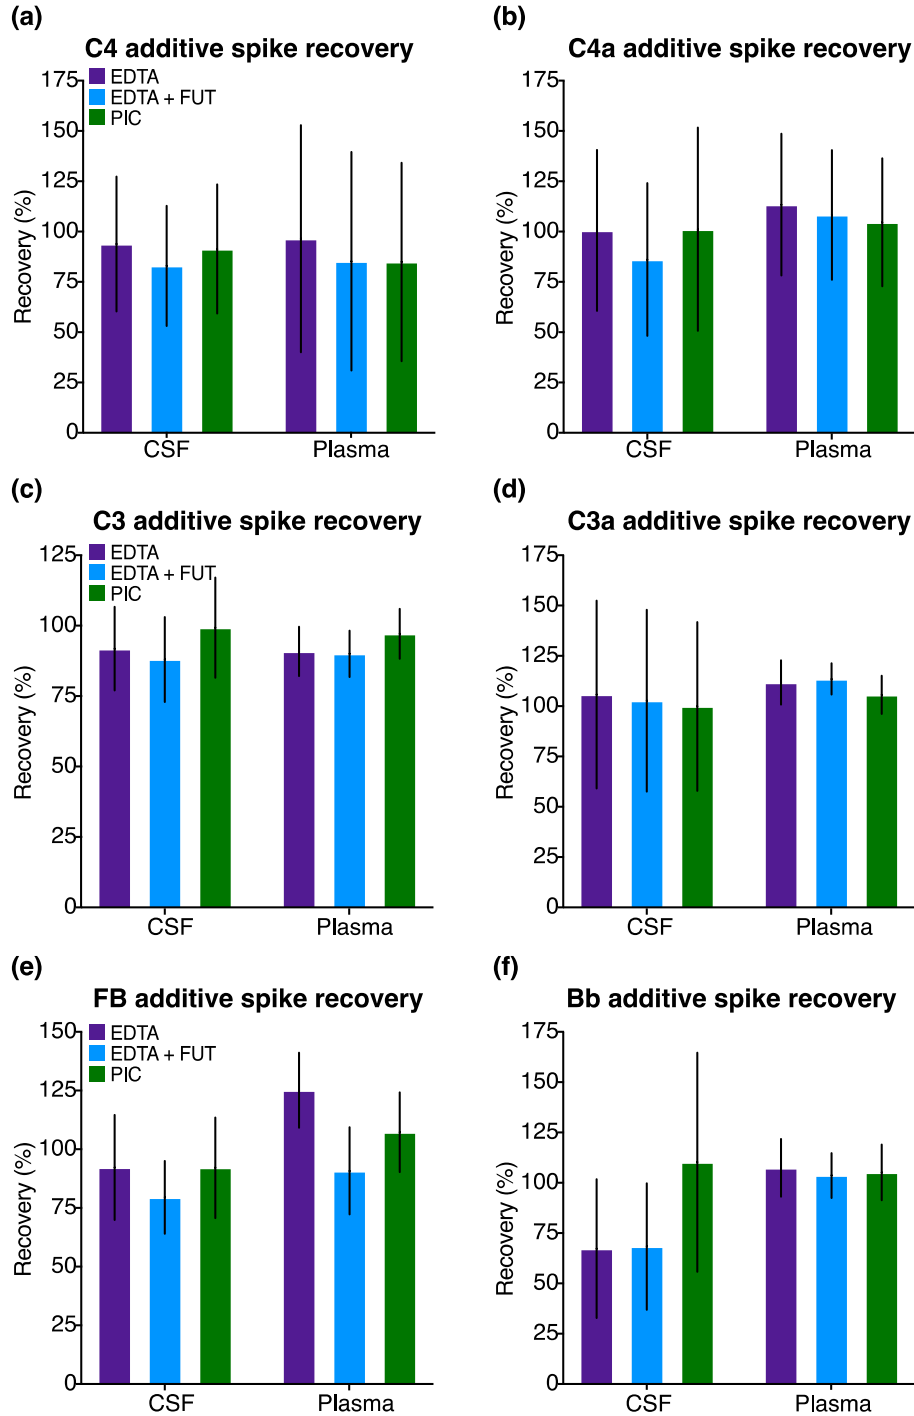 (a)
C4 additive spike recovery
EDTA
EDTA + FUT
PIC
175
150
125
100
75
50
25
0
Recovery (%)
CSF Plasma
(b)
C4a additive spike recovery
175
150
125
100
75
50
25
0
Recovery (%)
CSF Plasma
(c)
C3 additive spike recovery
EDTA
EDTA + FUT
PIC
125
100
75
50
25
0
Recovery (%)
CSF Plasma
(d)
C3a additive spike recovery
175
150
125
100
75
50
25
0
Recovery (%)
CSF Plasma
(e)
FB additive spike recovery
EDTA
EDTA + FUT
PIC
150
125
100
75
50
25
0
Recovery (%)
CSF Plasma
(f)
Bb additive spike recovery
175
150
125
100
75
50
25
0
Recovery (%)
CSF Plasma